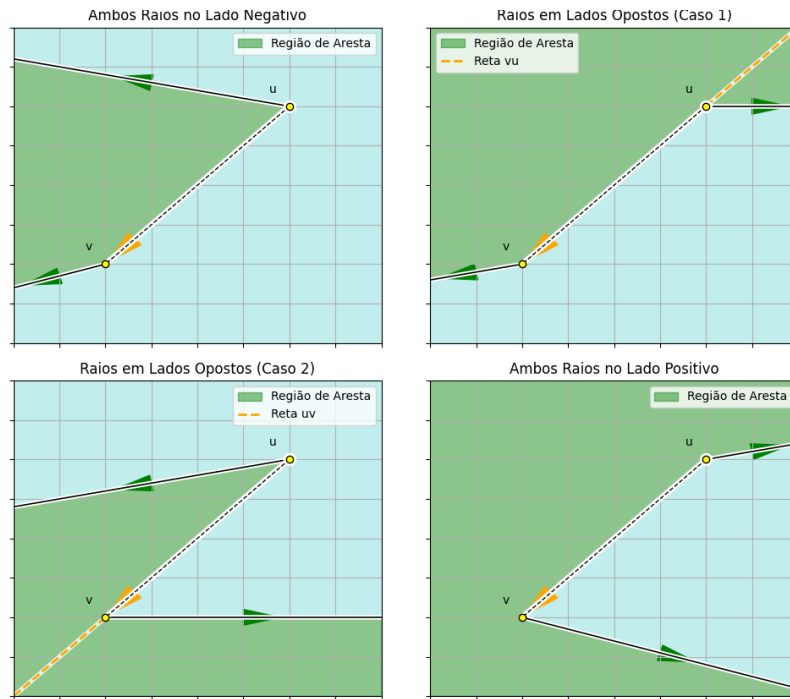 Ambos Raios no Lado Negativo
Região de Aresta
u
v
Raios em Lados Opostos (Caso 1)
Região de Aresta
Reta vu
u
v
Raios em Lados Opostos (Caso 2)
Região de Aresta
Reta uv
u
v
Ambos Raios no Lado Positivo
Região de Aresta
u
v